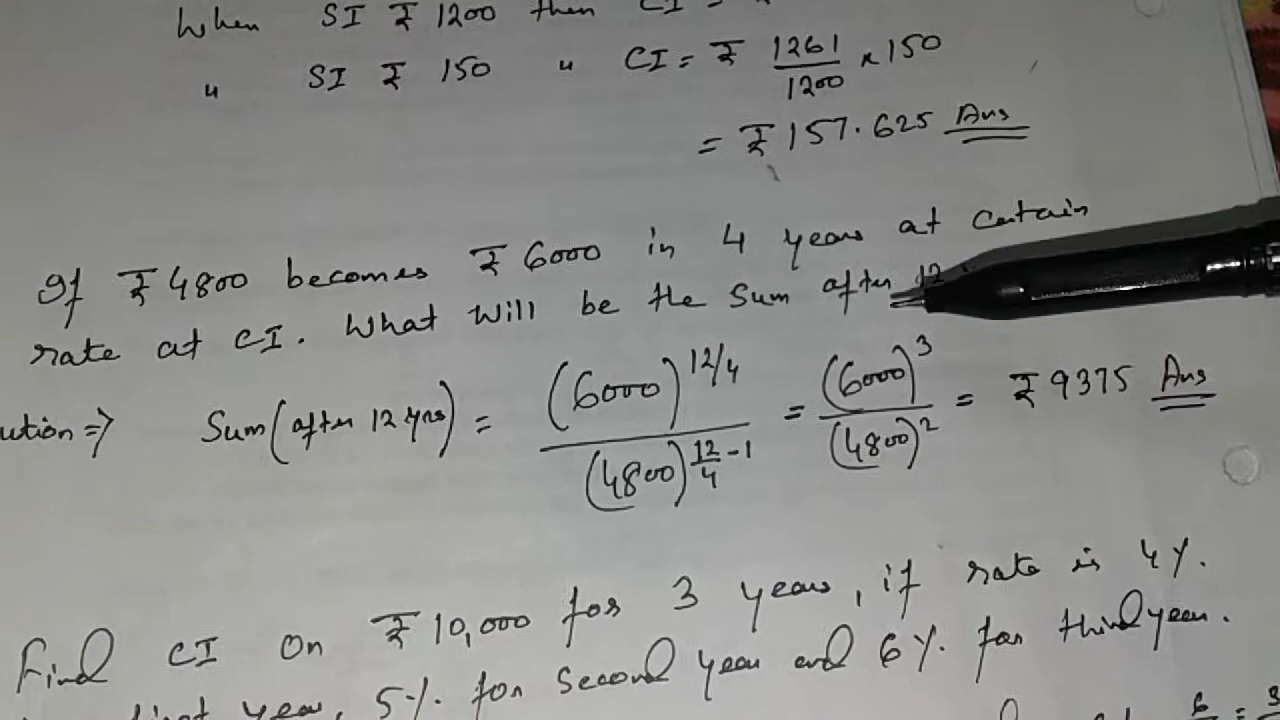 When SI ₹ 1200 then CI =
" SI ₹ 150 " CI = ₹ 1261/1200 × 150
= ₹ 157.625 Ans
If ₹ 4800 becomes ₹ 6000 in 4 years at Certain
rate at CI. What will be the Sum after 12
ution ⇒ Sum (after 12 yrs) = (6000)^12/4 / (4800)^(12/4 - 1) = (6000)^3 / (4800)^2 = ₹ 9375 Ans
Find CI on ₹ 10,000 for 3 years, if rate is 4%.
first year, 5% for second year and 6% for third year.